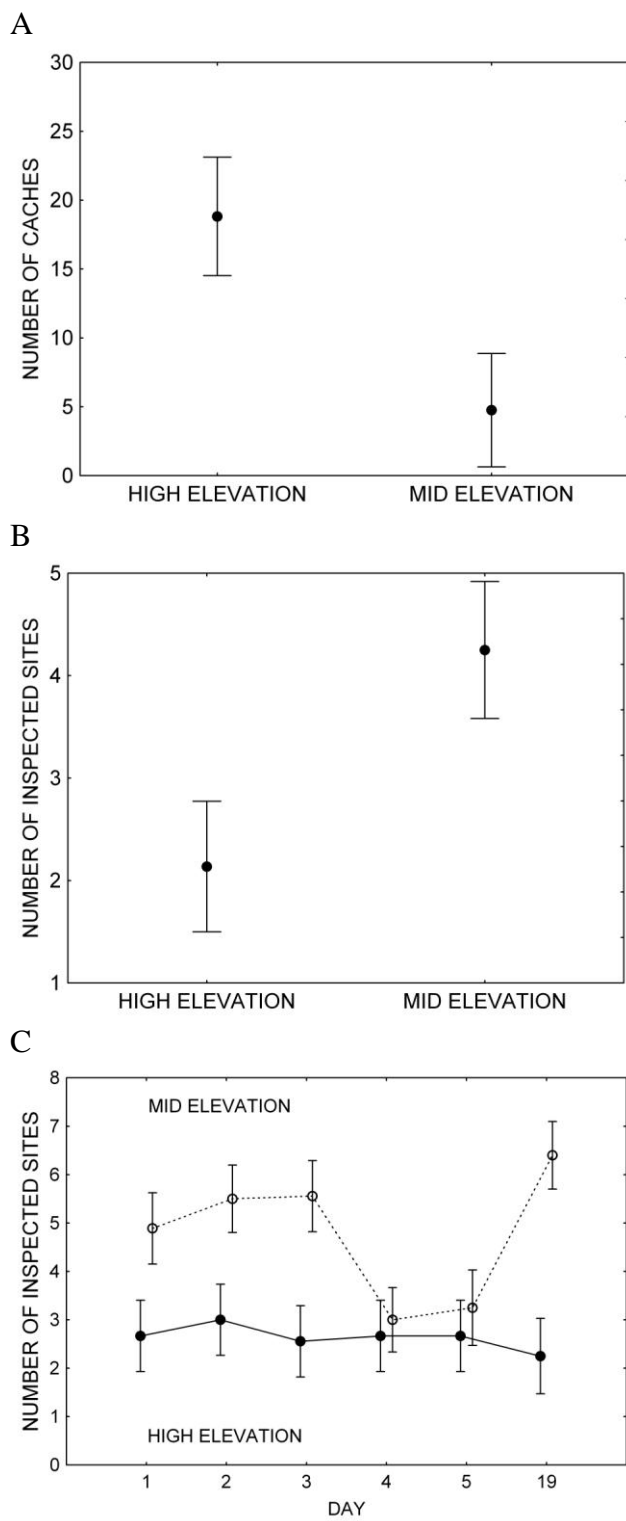 A
NUMBER OF CACHES
30
25
20
15
10
5
0
HIGH ELEVATION MID ELEVATION
B
NUMBER OF INSPECTED SITES
5
4
3
2
1
HIGH ELEVATION MID ELEVATION
C
NUMBER OF INSPECTED SITES
8
7
6
5
4
3
2
1
0
MID ELEVATION
HIGH ELEVATION
1 2 3 4 5 19
DAY